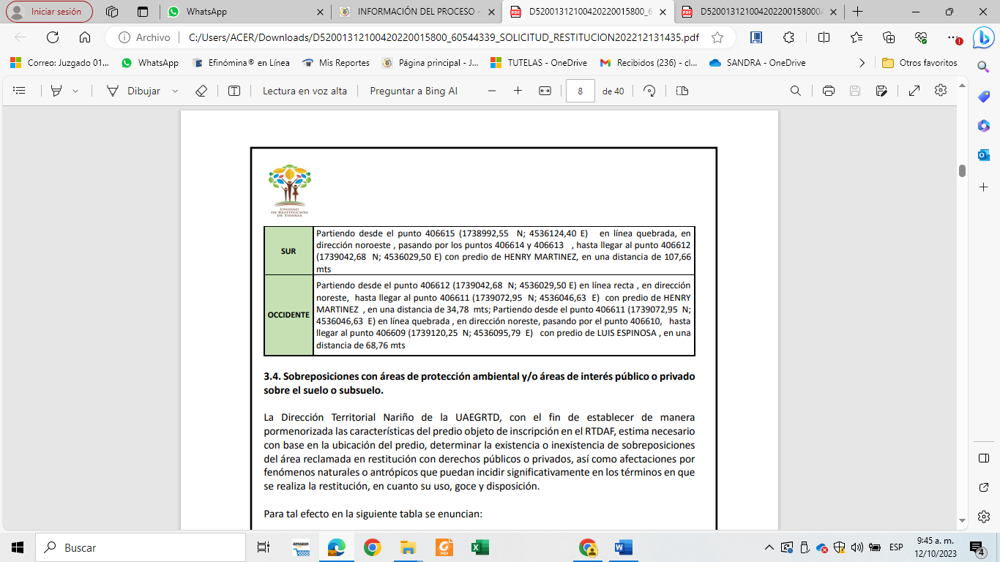 Iniciar sesión
WhatsApp
INFORMACIÓN DEL PROCESO -
D52001312100420220015800_6
D520013121004202200158000
Archivo
C:/Users/ACER/Downloads/D52001312100420220015800_60544339_SOLICITUD_RESTITUCION202212131435.pdf
Correo: Juzgado 01...
WhatsApp
Efinómina® en Línea
Mis Reportes
Página principal - J...
TUTELAS - OneDrive
Recibidos (236) - cl...
SANDRA - OneDrive
Otros favoritos
Dibujar
Lectura en voz alta
Preguntar a Bing AI
8
de 40
UNIDAD
DE RESTITUCIÓN
DE TIERRAS
SUR
Partiendo desde el punto 406615 (1738992,55 N; 4536124,40 E) en línea quebrada, en
dirección noroeste , pasando por los puntos 406614 y 406613 , hasta llegar al punto 406612
(1739042,68 N; 4536029,50 E) con predio de HENRY MARTINEZ, en una distancia de 107,66
mts
OCCIDENTE
Partiendo desde el punto 406612 (1739042,68 N; 4536029,50 E) en línea recta , en dirección
noreste, hasta llegar al punto 406611 (1739072,95 N; 4536046,63 E) con predio de HENRY
MARTINEZ , en una distancia de 34,78 mts; Partiendo desde el punto 406611 (1739072,95 N;
4536046,63 E) en línea quebrada , en dirección noreste, pasando por el punto 406610, hasta
llegar al punto 406609 (1739120,25 N; 4536095,79 E) con predio de LUIS ESPINOSA , en una
distancia de 68,76 mts
3.4. Sobreposiciones con áreas de protección ambiental y/o áreas de interés público o privado
sobre el suelo o subsuelo.
La Dirección Territorial Nariño de la UAEGRTD, con el fin de establecer de manera
pormenorizada las características del predio objeto de inscripción en el RTDAF, estima necesario
con base en la ubicación del predio, determinar la existencia o inexistencia de sobreposiciones
del área reclamada en restitución con derechos públicos o privados, así como afectaciones por
fenómenos naturales o antrópicos que puedan incidir significativamente en los términos en que
se realiza la restitución, en cuanto su uso, goce y disposición.
Para tal efecto en la siguiente tabla se enuncian:
Buscar
ESP
9:45 a. m.
12/10/2023
4